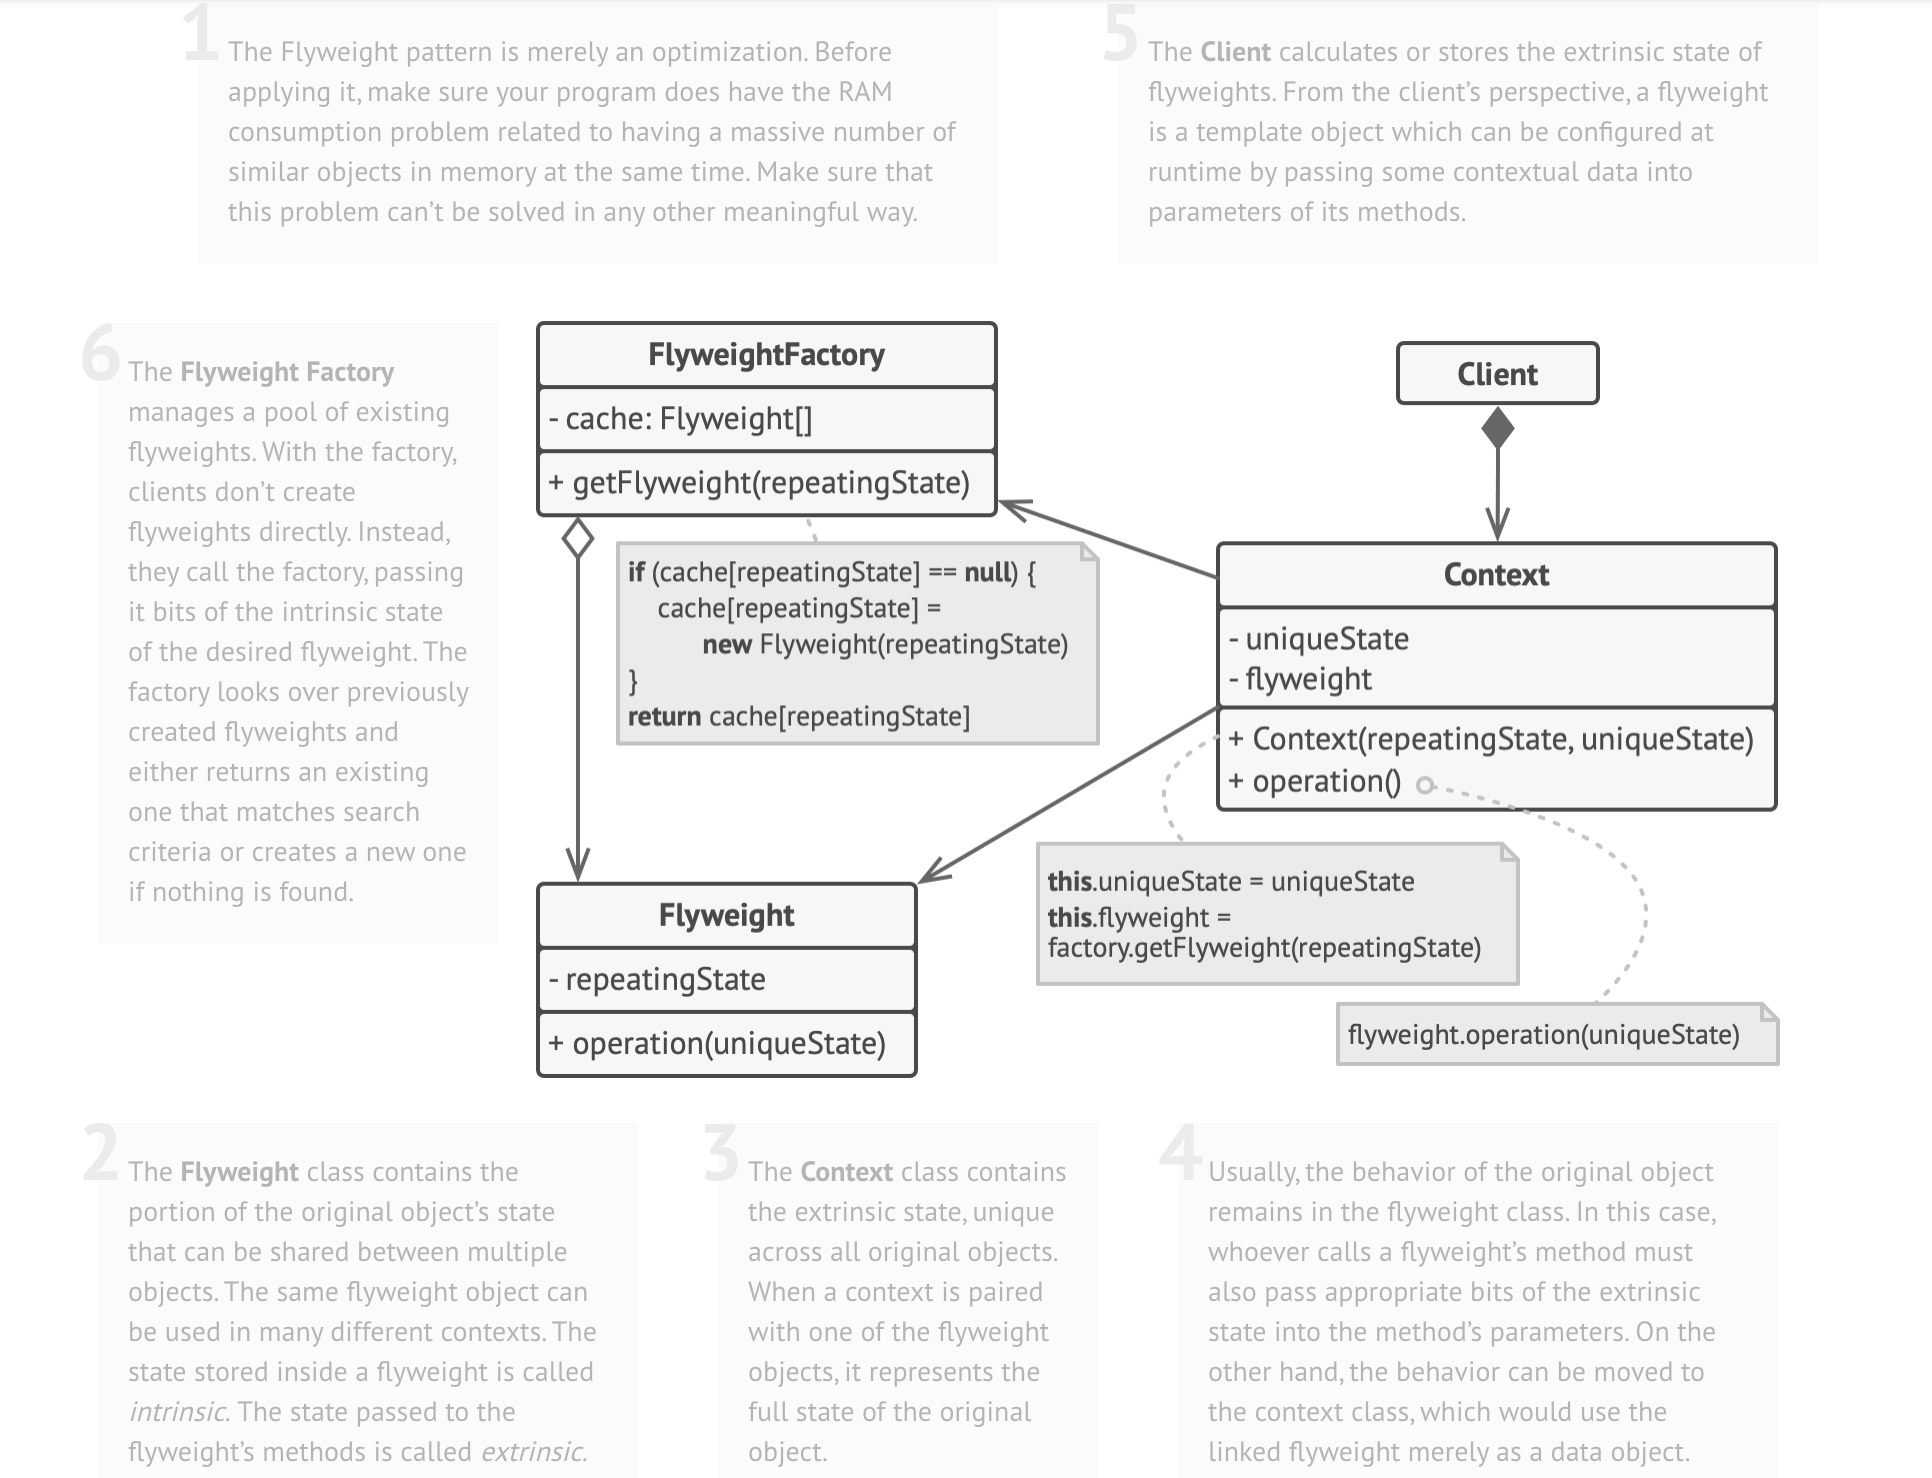 1
The Flyweight pattern is merely an optimization. Before
applying it, make sure your program does have the RAM
consumption problem related to having a massive number of
similar objects in memory at the same time. Make sure that
this problem can’t be solved in any other meaningful way.
5
The Client calculates or stores the extrinsic state of
flyweights. From the client’s perspective, a flyweight
is a template object which can be configured at
runtime by passing some contextual data into
parameters of its methods.
6
The Flyweight Factory
manages a pool of existing
flyweights. With the factory,
clients don’t create
flyweights directly. Instead,
they call the factory, passing
it bits of the intrinsic state
of the desired flyweight. The
factory looks over previously
created flyweights and
either returns an existing
one that matches search
criteria or creates a new one
if nothing is found.
FlyweightFactory
- cache: Flyweight[]
+ getFlyweight(repeatingState)
if (cache[repeatingState] == null) {
cache[repeatingState] =
new Flyweight(repeatingState)
}
return cache[repeatingState]
Client
Context
- uniqueState
- flyweight
+ Context(repeatingState, uniqueState)
+ operation()
this.uniqueState = uniqueState
this.flyweight =
factory.getFlyweight(repeatingState)
flyweight.operation(uniqueState)
Flyweight
- repeatingState
+ operation(uniqueState)
2
The Flyweight class contains the
portion of the original object’s state
that can be shared between multiple
objects. The same flyweight object can
be used in many different contexts. The
state stored inside a flyweight is called
intrinsic. The state passed to the
flyweight’s methods is called extrinsic.
3
The Context class contains
the extrinsic state, unique
across all original objects.
When a context is paired
with one of the flyweight
objects, it represents the
full state of the original
object.
4
Usually, the behavior of the original object
remains in the flyweight class. In this case,
whoever calls a flyweight’s method must
also pass appropriate bits of the extrinsic
state into the method’s parameters. On the
other hand, the behavior can be moved to
the context class, which would use the
linked flyweight merely as a data object.